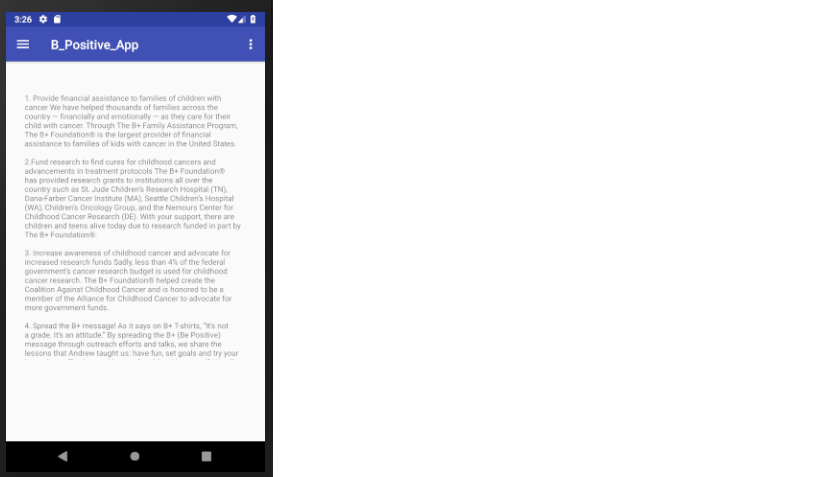 3:26
B_Positive_App
1. Provide financial assistance to families of children with
cancer We have helped thousands of families across the
country — financially and emotionally — as they care for their
child with cancer. Through The B+ Family Assistance Program,
The B+ Foundation® is the largest provider of financial
assistance to families of kids with cancer in the United States.
2.Fund research to find cures for childhood cancers and
advancements in treatment protocols The B+ Foundation®
has provided research grants to institutions all over the
country such as St. Jude Children's Research Hospital (TN),
Dana-Farber Cancer Institute (MA), Seattle Children's Hospital
(WA), Children's Oncology Group, and the Nemours Center for
Childhood Cancer Research (DE). With your support, there are
children and teens alive today due to research funded in part by
The B+ Foundation®.
3. Increase awareness of childhood cancer and advocate for
increased research funds Sadly, less than 4% of the federal
government's cancer research budget is used for childhood
cancer research. The B+ Foundation® helped create the
Coalition Against Childhood Cancer and is honored to be a
member of the Alliance for Childhood Cancer to advocate for
more government funds.
4. Spread the B+ message! As it says on B+ T-shirts, "It's not
a grade. It's an attitude." By spreading the B+ (Be Positive)
message through outreach efforts and talks, we share the
lessons that Andrew taught us: have fun, set goals and try your